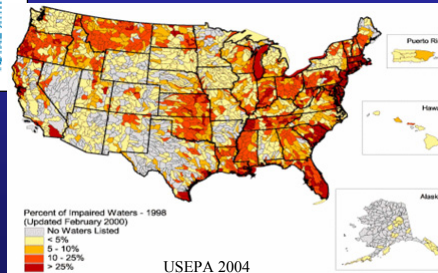 Puerto Ric
Hawa
Alask
Percent of Impaired Waters - 1998
(Updated February 2000)
No Waters Listed
< 5%
5 - 10%
10 - 25%
> 25%
USEPA 2004